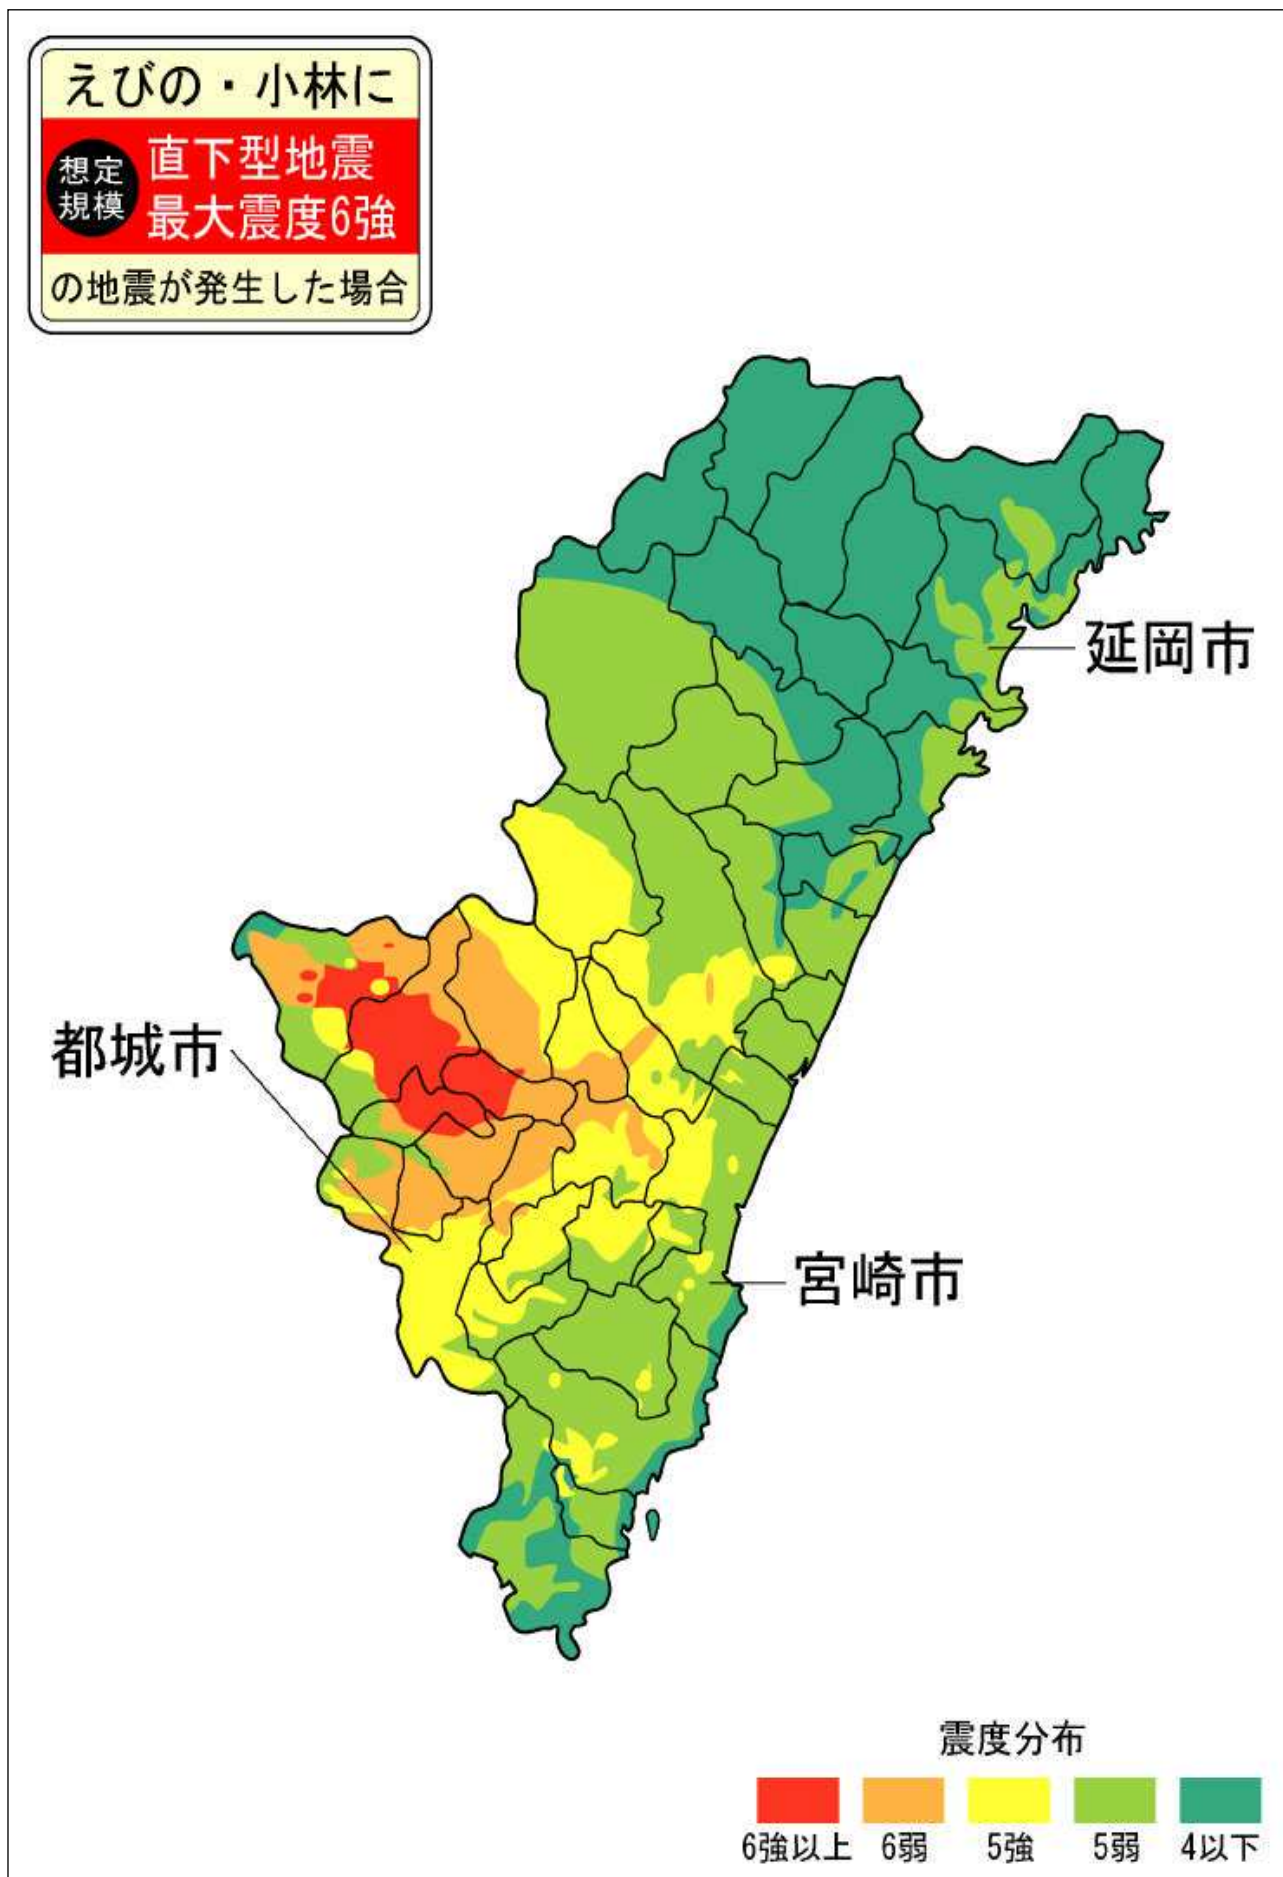 えびの・小林に
想定
規模
直下型地震
最大震度6強
の地震が発生した場合
延岡市
都城市
宮崎市
震度分布
6強以上 6弱 5強 5弱 4以下